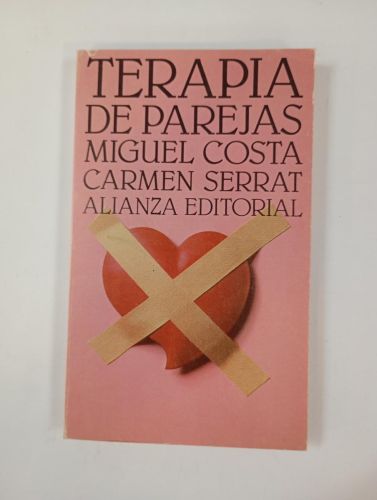 TERAPIA
DE PAREJAS
MIGUEL COSTA
CARMEN SERRAT
ALIANZA EDITORIAL